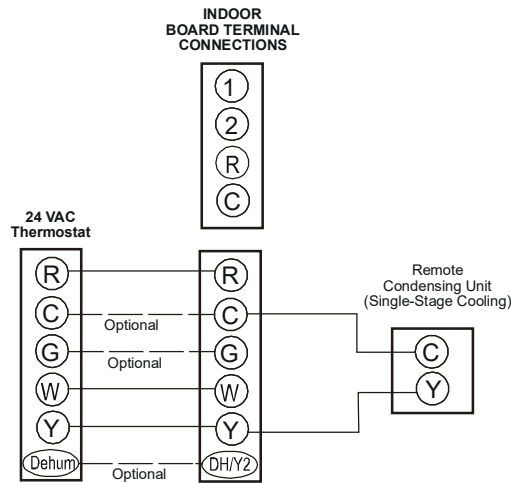 INDOOR
BOARD TERMINAL
CONNECTIONS
1
2
R
C
24 VAC
Thermostat
R
C
G
W
Y
Dehum
Optional
Optional
Optional
R
C
G
W
Y
DH/Y2
Remote
Condensing Unit
(Single-Stage Cooling)
C
Y